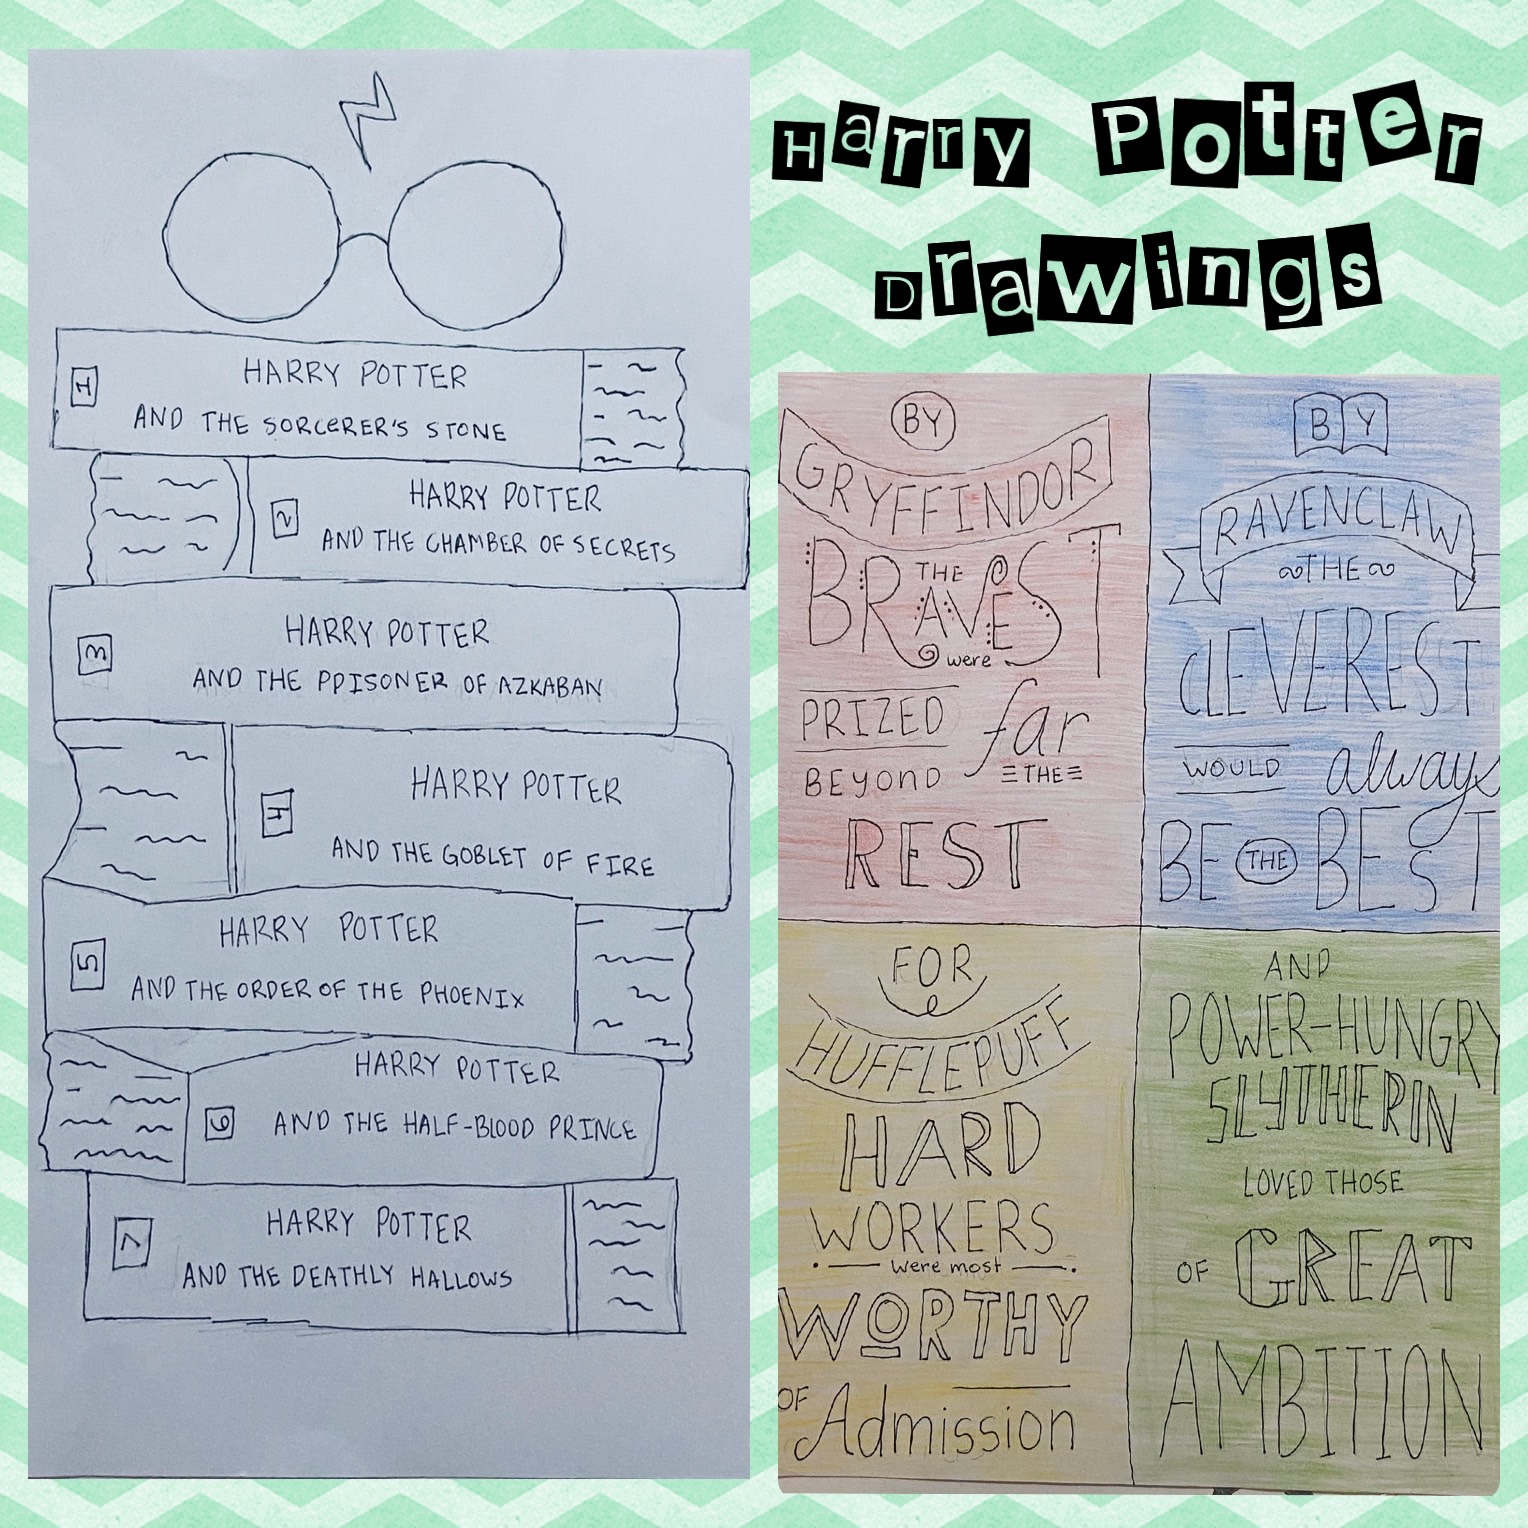 Harry Potter
Drawings
1
HARRY POTTER
AND THE SORCERER'S STONE
2
HARRY POTTER
AND THE CHAMBER OF SECRETS
3
HARRY POTTER
AND THE PPISONER OF AZKABAN
4
HARRY POTTER
AND THE GOBLET OF FIRE
5
HARRY POTTER
AND THE ORDER OF THE PHOENIX
6
HARRY POTTER
AND THE HALF-BLOOD PRINCE
7
HARRY POTTER
AND THE DEATHLY HALLOWS
BY
GRYFFINDOR
THE
BRAVEST
were
PRIZED far
BEYOND THE
REST
BY
RAVENCLAW
THE
CLEVEREST
WOULD always
BE THE BEST
FOR
HUFFLEPUFF
HARD
WORKERS
were most
WORTHY
OF Admission
AND
POWER-HUNGRY
SLYTHERIN
LOVED THOSE
OF GREAT
AMBITION